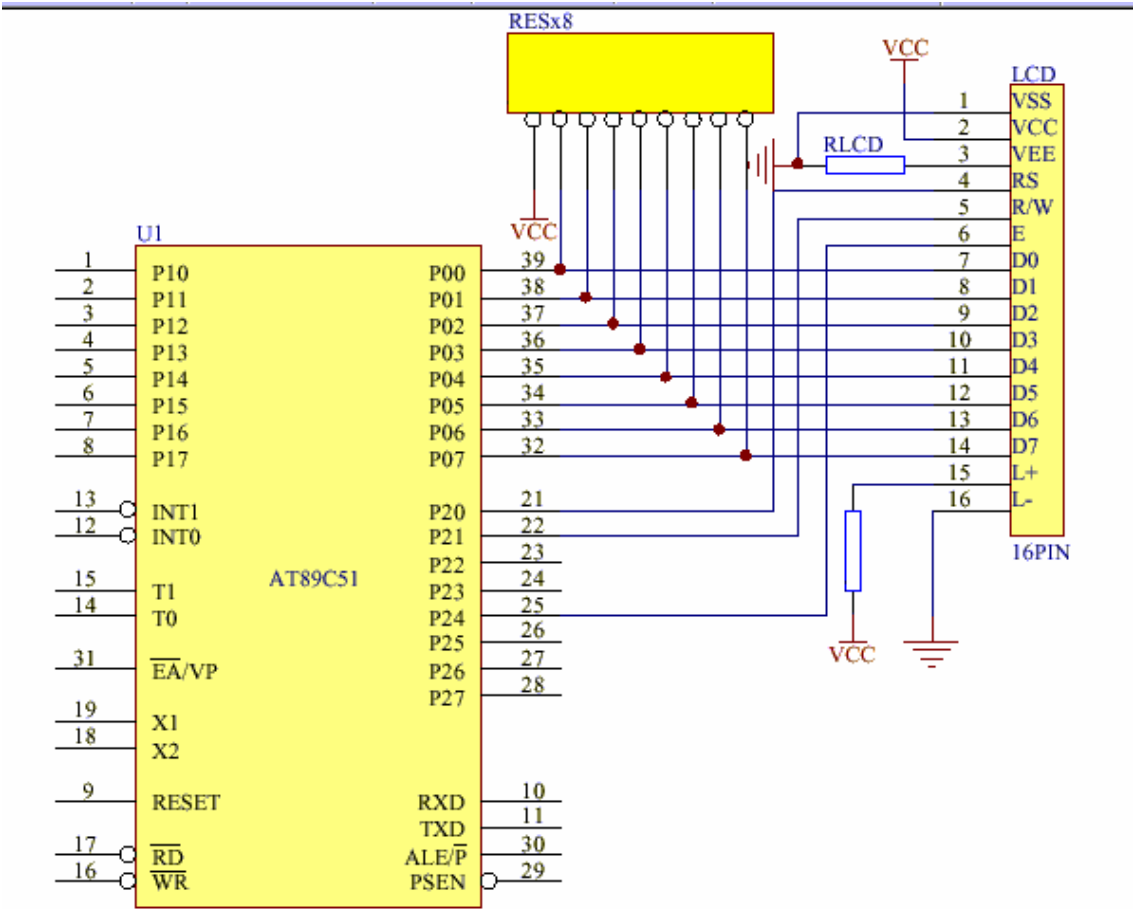 RESx8
VCC
LCD
1 VSS
2 VCC
RLCD
3 VEE
4 RS
5 R/W
6 E
7 D0
8 D1
9 D2
10 D3
11 D4
12 D5
13 D6
14 D7
15 L+
16 L-
16PIN
VCC
VCC
U1
1 P10 P00 39
2 P11 P01 38
3 P12 P02 37
4 P13 P03 36
5 P14 P04 35
6 P15 P05 34
7 P16 P06 33
8 P17 P07 32
13 INT1 P20 21
12 INT0 P21 22
P22 23
AT89C51
15 T1 P23 24
14 T0 P24 25
P25 26
31 EA/VP P26 27
P27 28
19 X1
18 X2
9 RESET RXD 10
TXD 11
17 RD ALE/P 30
16 WR PSEN 29